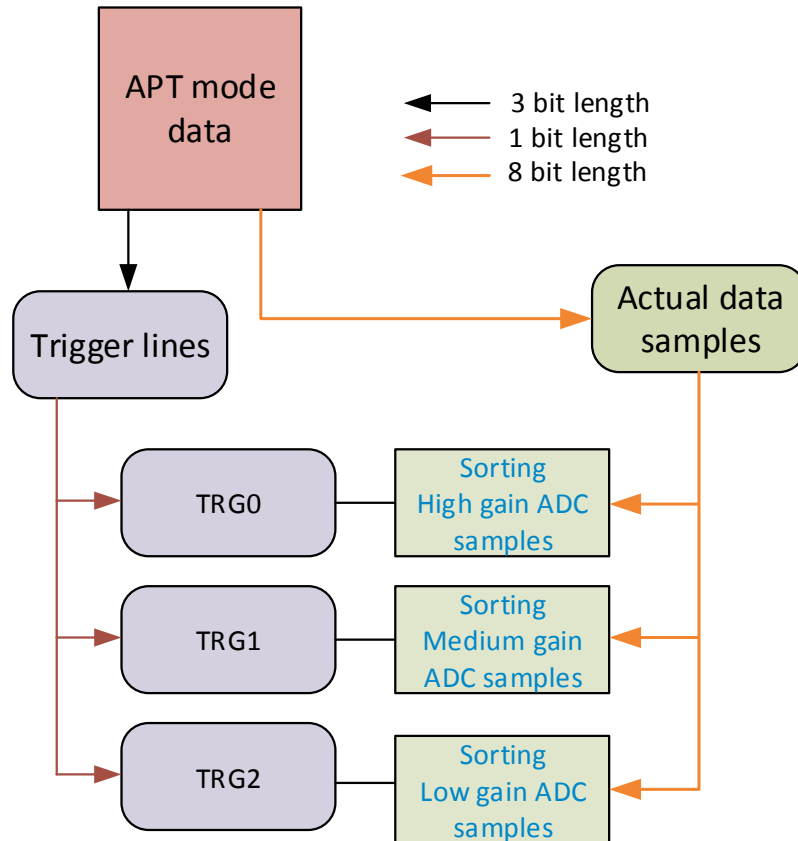 APT mode
data
3 bit length
1 bit length
8 bit length
Trigger lines
Actual data
samples
TRG0
Sorting
High gain ADC
samples
TRG1
Sorting
Medium gain
ADC samples
TRG2
Sorting
Low gain ADC
samples